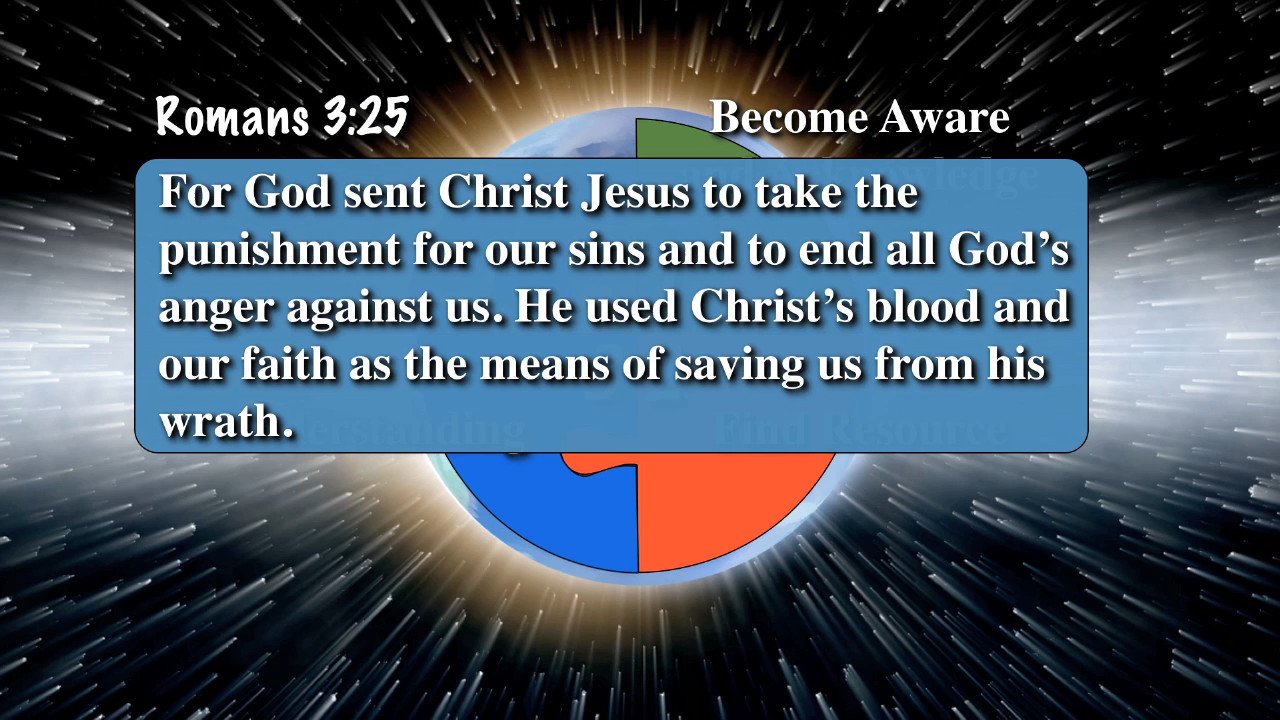 Romans 3:25
Become Aware
For God sent Christ Jesus to take the
punishment for our sins and to end all God’s
anger against us. He used Christ’s blood and
our faith as the means of saving us from his
wrath.
Find Resource